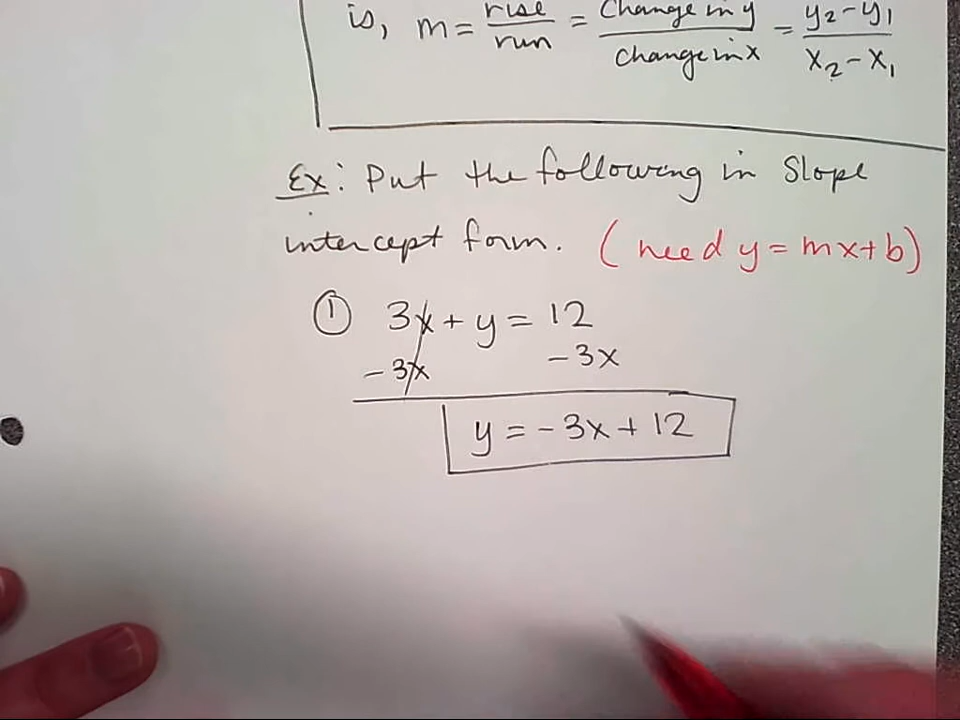 is, m = rise/run = Change in y/change in x = y₂-y₁/x₂-x₁
Ex: Put the following in Slope
intercept form. (need y = mx+b)
① 3x + y = 12
-3x -3x
y = -3x + 12